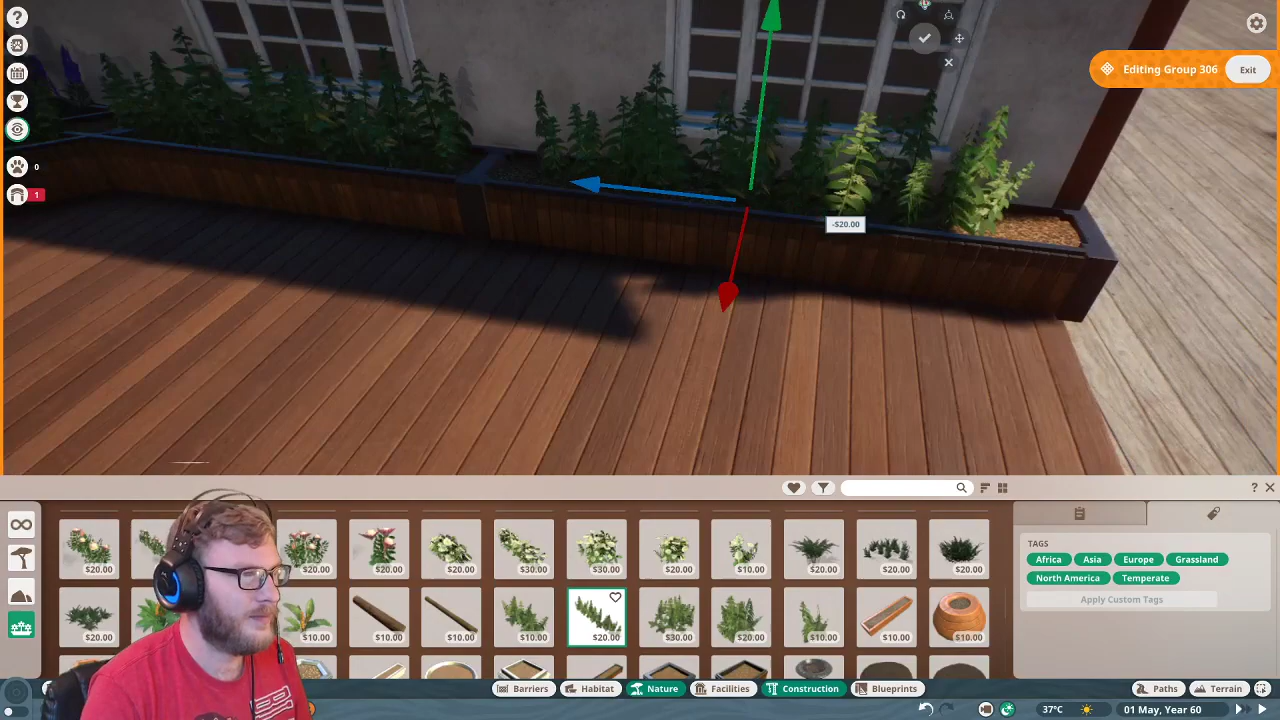 Editing Group 306
Exit
0
1
-$20.00
$20.00
$20.00
$20.00
$20.00
$30.00
$30.00
$20.00
$10.00
$20.00
$20.00
$20.00
$20.00
$10.00
$10.00
$10.00
$10.00
$20.00
$30.00
$20.00
$10.00
$10.00
$10.00
?
?
TAGS
Africa
Asia
Europe
Grassland
North America
Temperate
Apply Custom Tags
Barriers
Habitat
Nature
Facilities
Construction
Blueprints
Paths
Terrain
37°C
01 May, Year 60